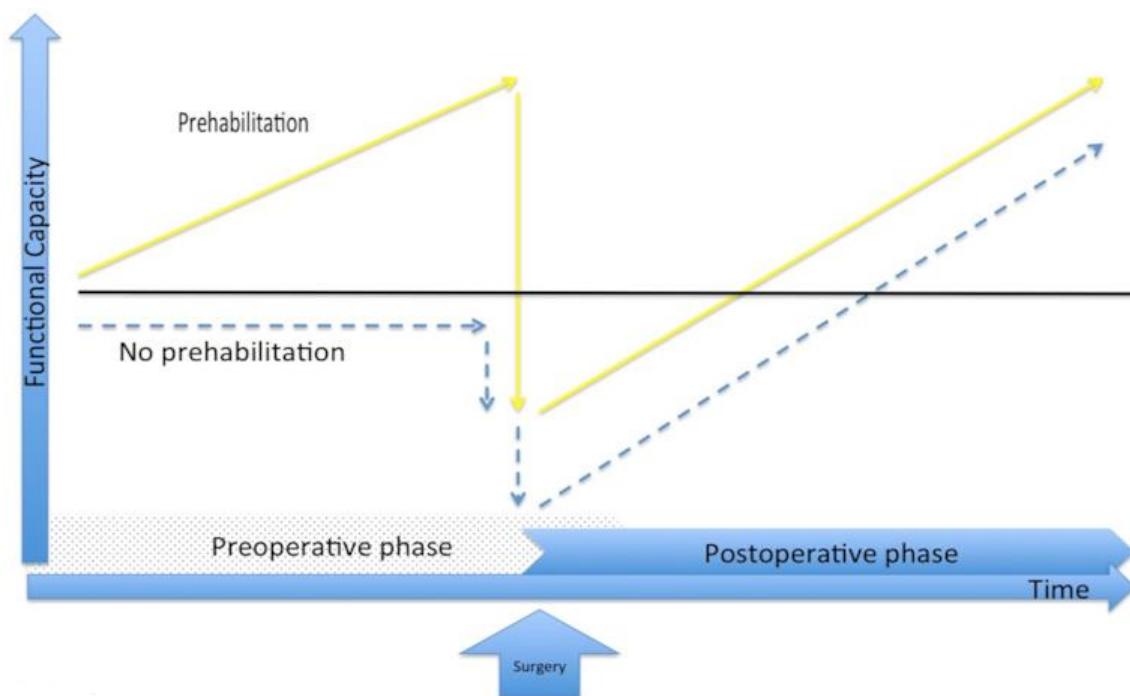 Prehabilitation
Functional Capacity
No prehabilitation
Preoperative phase
Postoperative phase
Time
Surgery